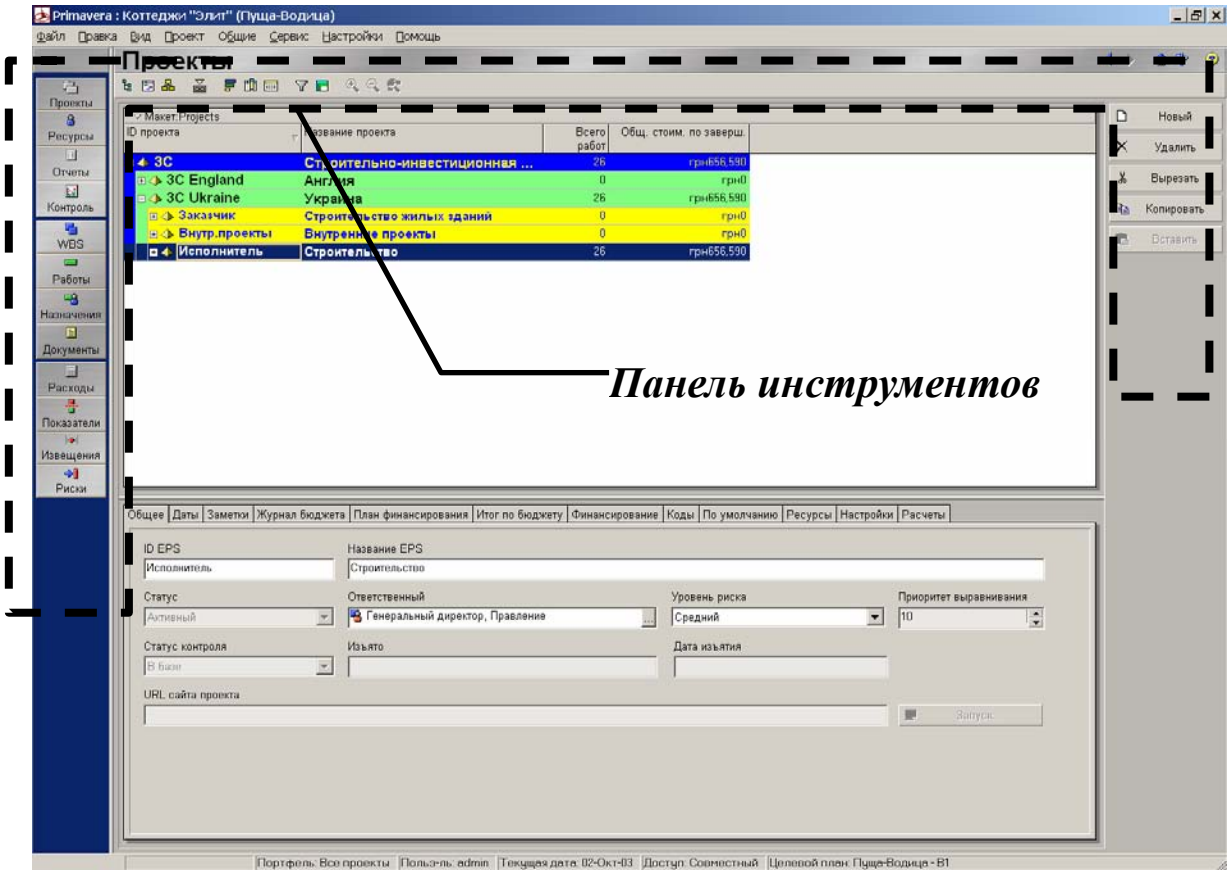 Primavera : Коттеджи "Элит" (Пуща-Водица)
Файл Правка Вид Проект Общие Сервис Настройки Помощь
Проекты
Проекты
Ресурсы
Отчеты
Контроль
WBS
Работы
Назначения
Документы
Расходы
Показатели
Извещения
Риски
Макет: Projects
ID проекта Название проекта Всего работ Общ. стоим. по заверш.
3С Строительно-инвестиционная ... 26 грн656,590
3С England Англия 0 грн0
3С Ukraine Украина 26 грн656,590
Заказчик Строительство жилых зданий 0 грн0
Внутр.проекты Внутренние проекты 0 грн0
Исполнитель Строительство 26 грн656,590
Новый
Удалить
Вырезать
Копировать
Вставить
Панель инструментов
Общее Даты Заметки Журнал бюджета План финансирования Итог по бюджету Финансирование Коды По умолчанию Ресурсы Настройки Расчеты
ID EPS Название EPS
Исполнитель Строительство
Статус Ответственный Уровень риска Приоритет выравнивания
Активный Генеральный директор, Правление ... Средний 10
Статус контроля Изъято Дата изъятия
В базе
URL сайта проекта
Запуск
Портфель: Все проекты Польз-ль: admin Текущая дата: 02-Окт-03 Доступ: Совместный Целевой план: Пуща-Водица - В1